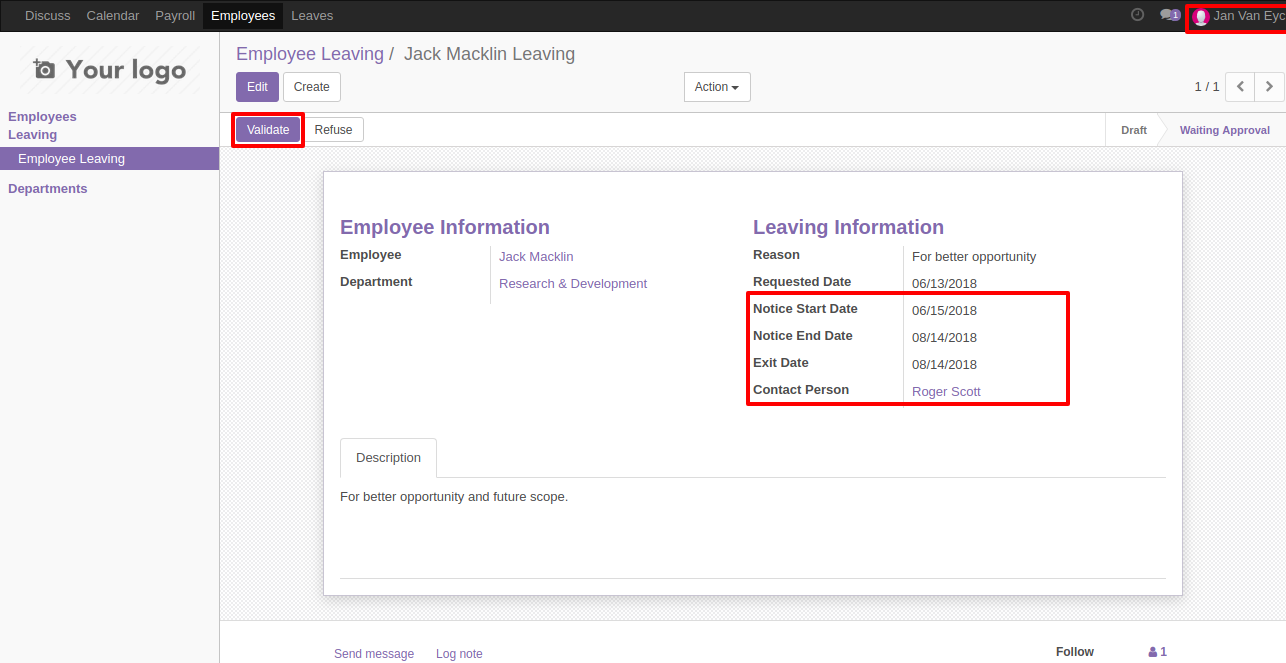 Discuss Calendar Payroll Employees Leaves 1 Jan Van Eyc
Your logo
Employees
Leaving
Employee Leaving
Departments
Employee Leaving / Jack Macklin Leaving
Edit Create Action 1 / 1
Validate Refuse Draft Waiting Approval
Employee Information
Employee Jack Macklin
Department Research & Development
Leaving Information
Reason For better opportunity
Requested Date 06/13/2018
Notice Start Date 06/15/2018
Notice End Date 08/14/2018
Exit Date 08/14/2018
Contact Person Roger Scott
Description
For better opportunity and future scope.
Send message Log note Follow 1